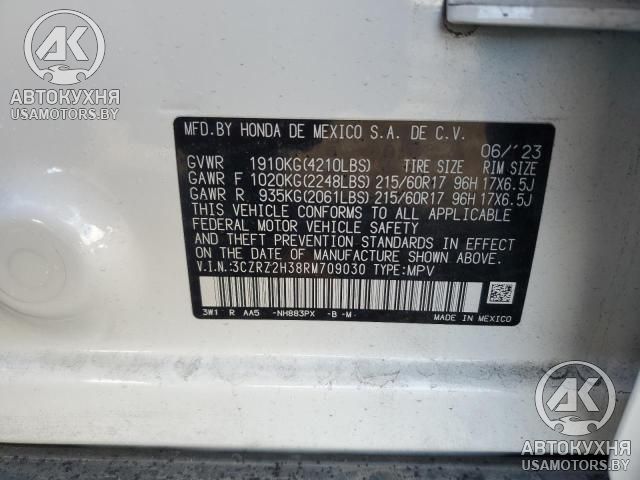 AK
АВТОКУХНЯ
USAMOTORS.BY
MFD.BY HONDA DE MEXICO S.A. DE C.V.
06/'23
GVWR 1910KG(4210LBS) TIRE SIZE RIM SIZE
GAWR F 1020KG(2248LBS) 215/60R17 96H 17X6.5J
GAWR R 935KG(2061LBS) 215/60R17 96H 17X6.5J
THIS VEHICLE CONFORMS TO ALL APPLICABLE
FEDERAL MOTOR VEHICLE SAFETY
STANDARDS IN EFFECT ON THE
DATE OF MANUFACTURE SHOWN ABOVE.
V.I.N.:3CZRZ2H38RM709030 TYPE:MPV
3W1 R AA5 -NH883PX -B -M-
MADE IN MEXICO
AK
АВТОКУХНЯ
USAMOTORS.BY